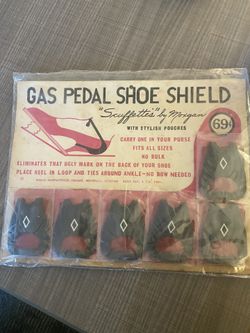 GAS PEDAL SHOE SHIELD
"Scuffettes" by Morgan
WITH STYLISH POUCHES
69¢
CARRY ONE IN YOUR PURSE
FITS ALL SIZES
NO BULK
ELIMINATES THAT UGLY MARK ON THE BACK OF YOUR SHOE
PLACE HEEL IN LOOP AND TIES AROUND ANKLE—NO BOW NEEDED